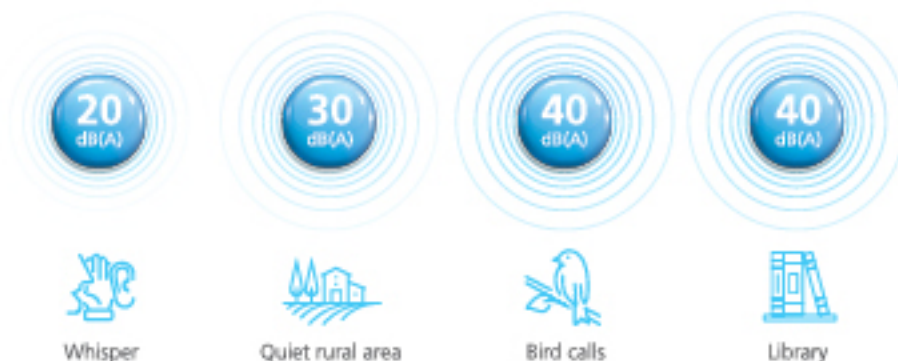 20
dB(A)
30
dB(A)
40
dB(A)
40
dB(A)
Whisper
Quiet rural area
Bird calls
Library